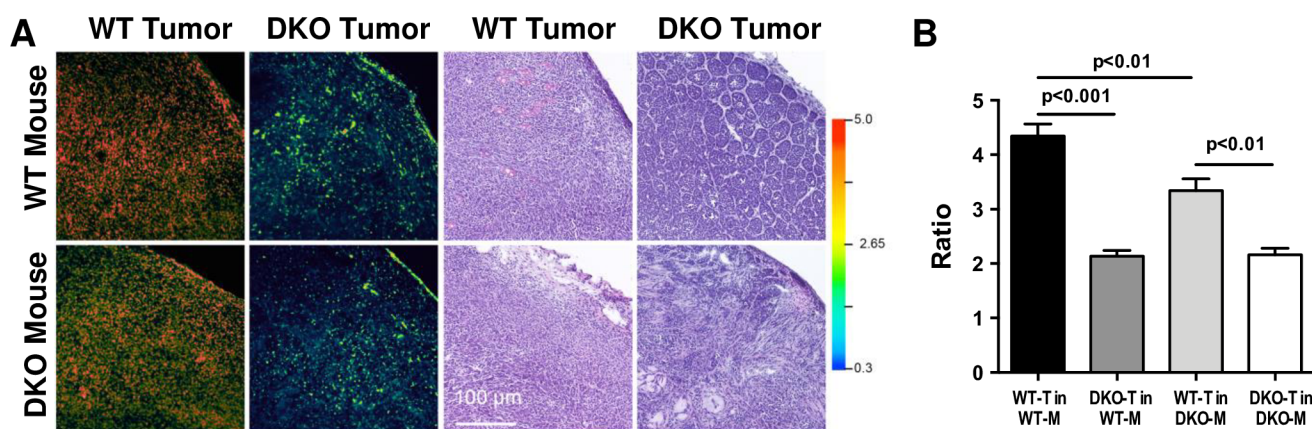 A
WT Tumor DKO Tumor WT Tumor DKO Tumor
WT Mouse
DKO Mouse
100 μm
5.0
2.65
0.3
B
p<0.01
p<0.001
p<0.01
Ratio
5
4
3
2
1
0
WT-T in
WT-M
DKO-T in
WT-M
WT-T in
DKO-M
DKO-T in
DKO-M